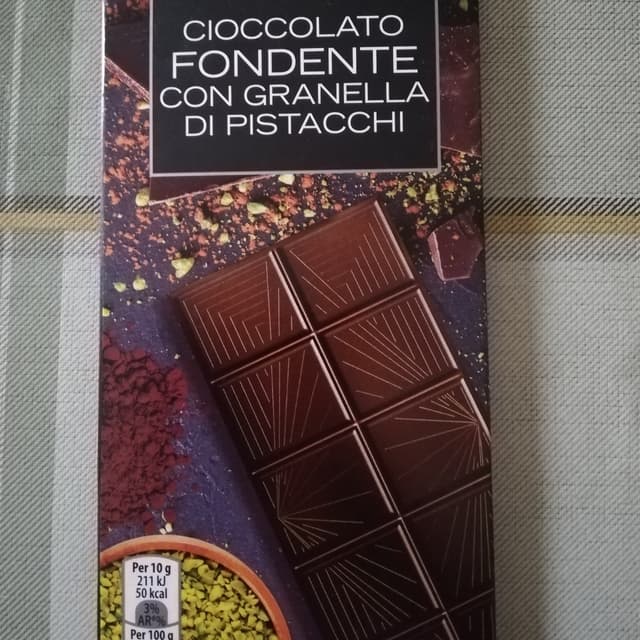 CIOCCOLATO
FONDENTE
CON GRANELLA
DI PISTACCHI
Per 10 g
211 kJ
50 kcal
3%
AR*%
Per 100 g